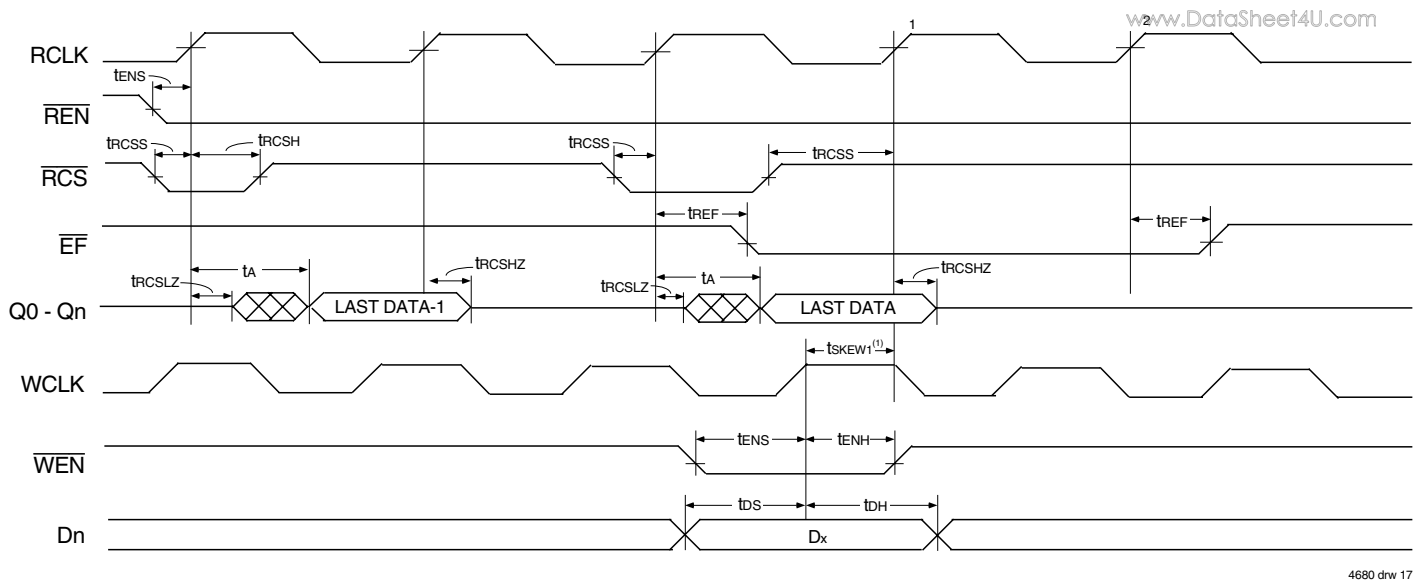 www.DataSheet4U.com
1
2
RCLK
tENS
REN
tRCSS
tRCSH
tRCSS
tRCSS
RCS
tREF
tREF
EF
tRCSLZ
tA
tRCSHZ
tRCSLZ
tA
tRCSHZ
Q0 - Qn
LAST DATA-1
LAST DATA
tSKEW1(1)
WCLK
tENS
tENH
WEN
tDS
tDH
Dn
Dx
4680 drw 17